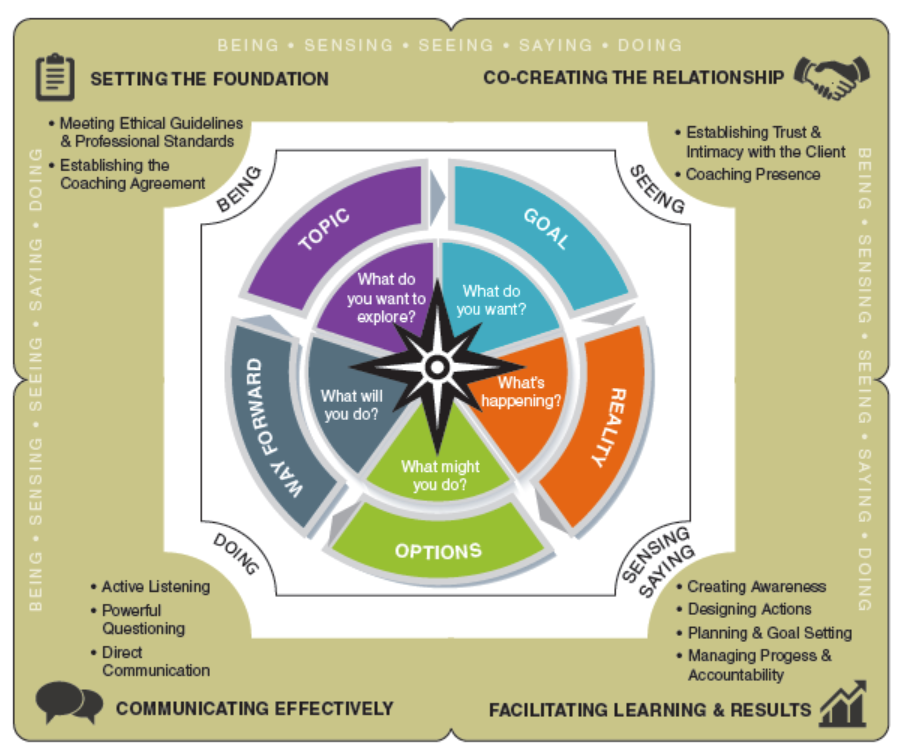 BEING • SENSING • SEEING • SAYING • DOING
SETTING THE FOUNDATION
• Meeting Ethical Guidelines
& Professional Standards
• Establishing the
Coaching Agreement
CO-CREATING THE RELATIONSHIP
• Establishing Trust &
Intimacy with the Client
• Coaching Presence
BEING • SENSING • SEEING • SAYING • DOING
BEING • SENSING • SEEING • SAYING • DOING
BEING
SEEING
TOPIC
GOAL
What do
you want to
explore?
What do
you want?
WAY FORWARD
What will
you do?
What's
happening?
REALITY
What might
you do?
OPTIONS
DOING
SENSING
SAYING
• Active Listening
• Powerful
Questioning
• Direct
Communication
COMMUNICATING EFFECTIVELY
• Creating Awareness
• Designing Actions
• Planning & Goal Setting
• Managing Progess &
Accountability
FACILITATING LEARNING & RESULTS